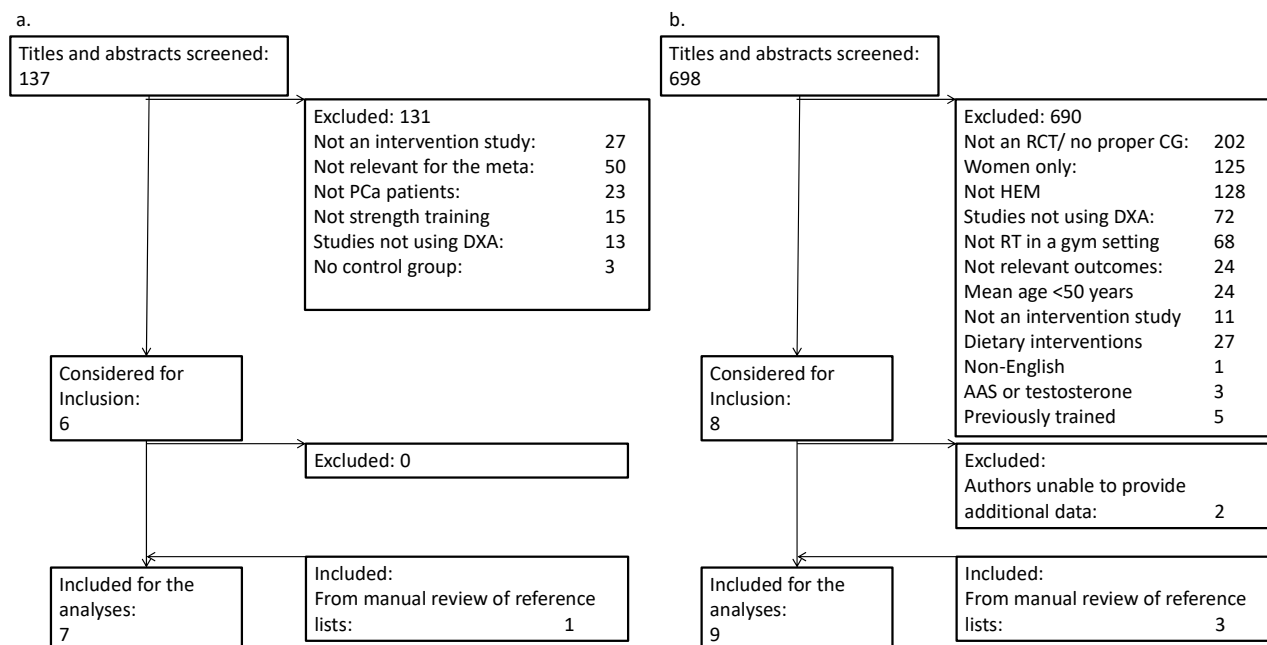 a.
Titles and abstracts screened:
137
Excluded: 131
Not an intervention study: 27
Not relevant for the meta: 50
Not PCa patients: 23
Not strength training 15
Studies not using DXA: 13
No control group: 3
Considered for
Inclusion:
6
Excluded: 0
Included:
From manual review of reference
lists: 1
Included for the
analyses:
7
b.
Titles and abstracts screened:
698
Excluded: 690
Not an RCT/ no proper CG: 202
Women only: 125
Not HEM 128
Studies not using DXA: 72
Not RT in a gym setting 68
Not relevant outcomes: 24
Mean age <50 years 24
Not an intervention study 11
Dietary interventions 27
Non-English 1
AAS or testosterone 3
Previously trained 5
Considered for
Inclusion:
8
Excluded:
Authors unable to provide
additional data: 2
Included:
From manual review of reference
lists: 3
Included for the
analyses:
9